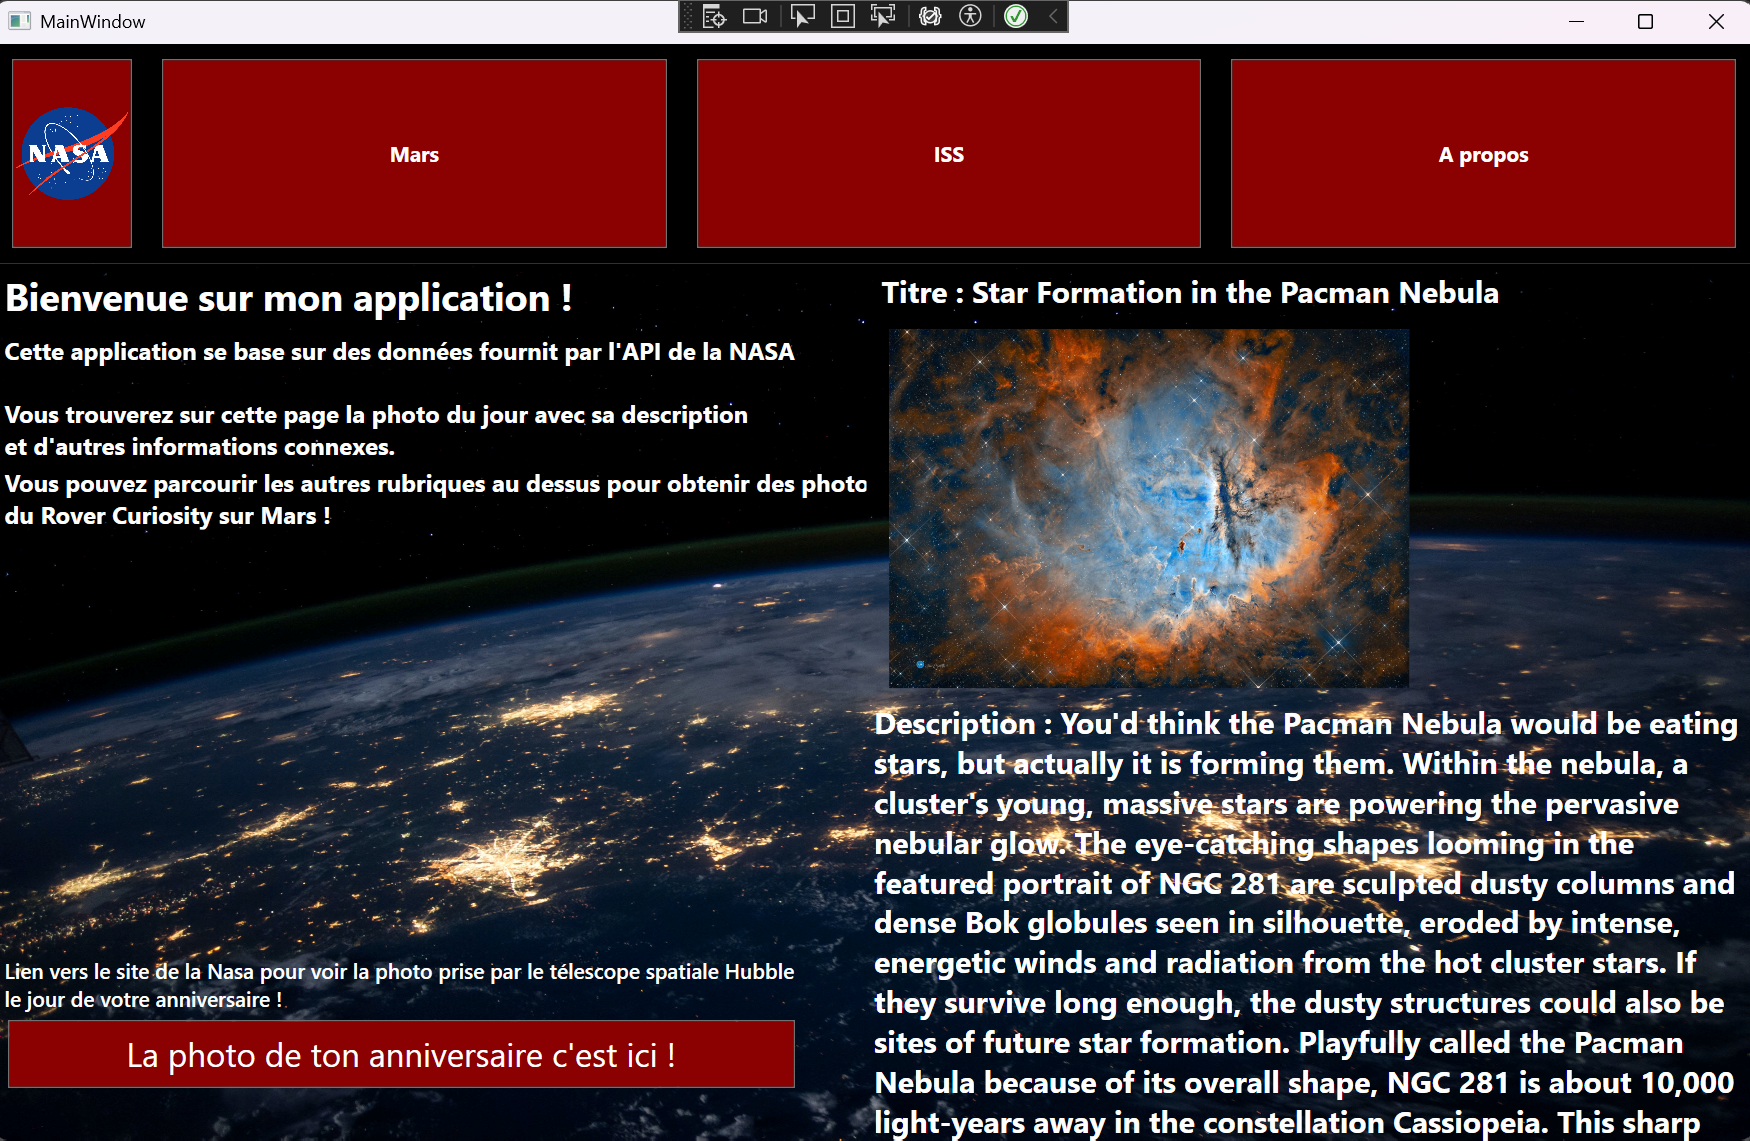 MainWindow
NASA
Mars
ISS
A propos
Bienvenue sur mon application !
Cette application se base sur des données fournit par l'API de la NASA
Vous trouverez sur cette page la photo du jour avec sa description
et d'autres informations connexes.
Vous pouvez parcourir les autres rubriques au dessus pour obtenir des photo
du Rover Curiosity sur Mars !
Lien vers le site de la Nasa pour voir la photo prise par le télescope spatiale Hubble
le jour de votre anniversaire !
La photo de ton anniversaire c'est ici !
Titre : Star Formation in the Pacman Nebula
Description : You'd think the Pacman Nebula would be eating
stars, but actually it is forming them. Within the nebula, a
cluster's young, massive stars are powering the pervasive
nebular glow. The eye-catching shapes looming in the
featured portrait of NGC 281 are sculpted dusty columns and
dense Bok globules seen in silhouette, eroded by intense,
energetic winds and radiation from the hot cluster stars. If
they survive long enough, the dusty structures could also be
sites of future star formation. Playfully called the Pacman
Nebula because of its overall shape, NGC 281 is about 10,000
light-years away in the constellation Cassiopeia. This sharp